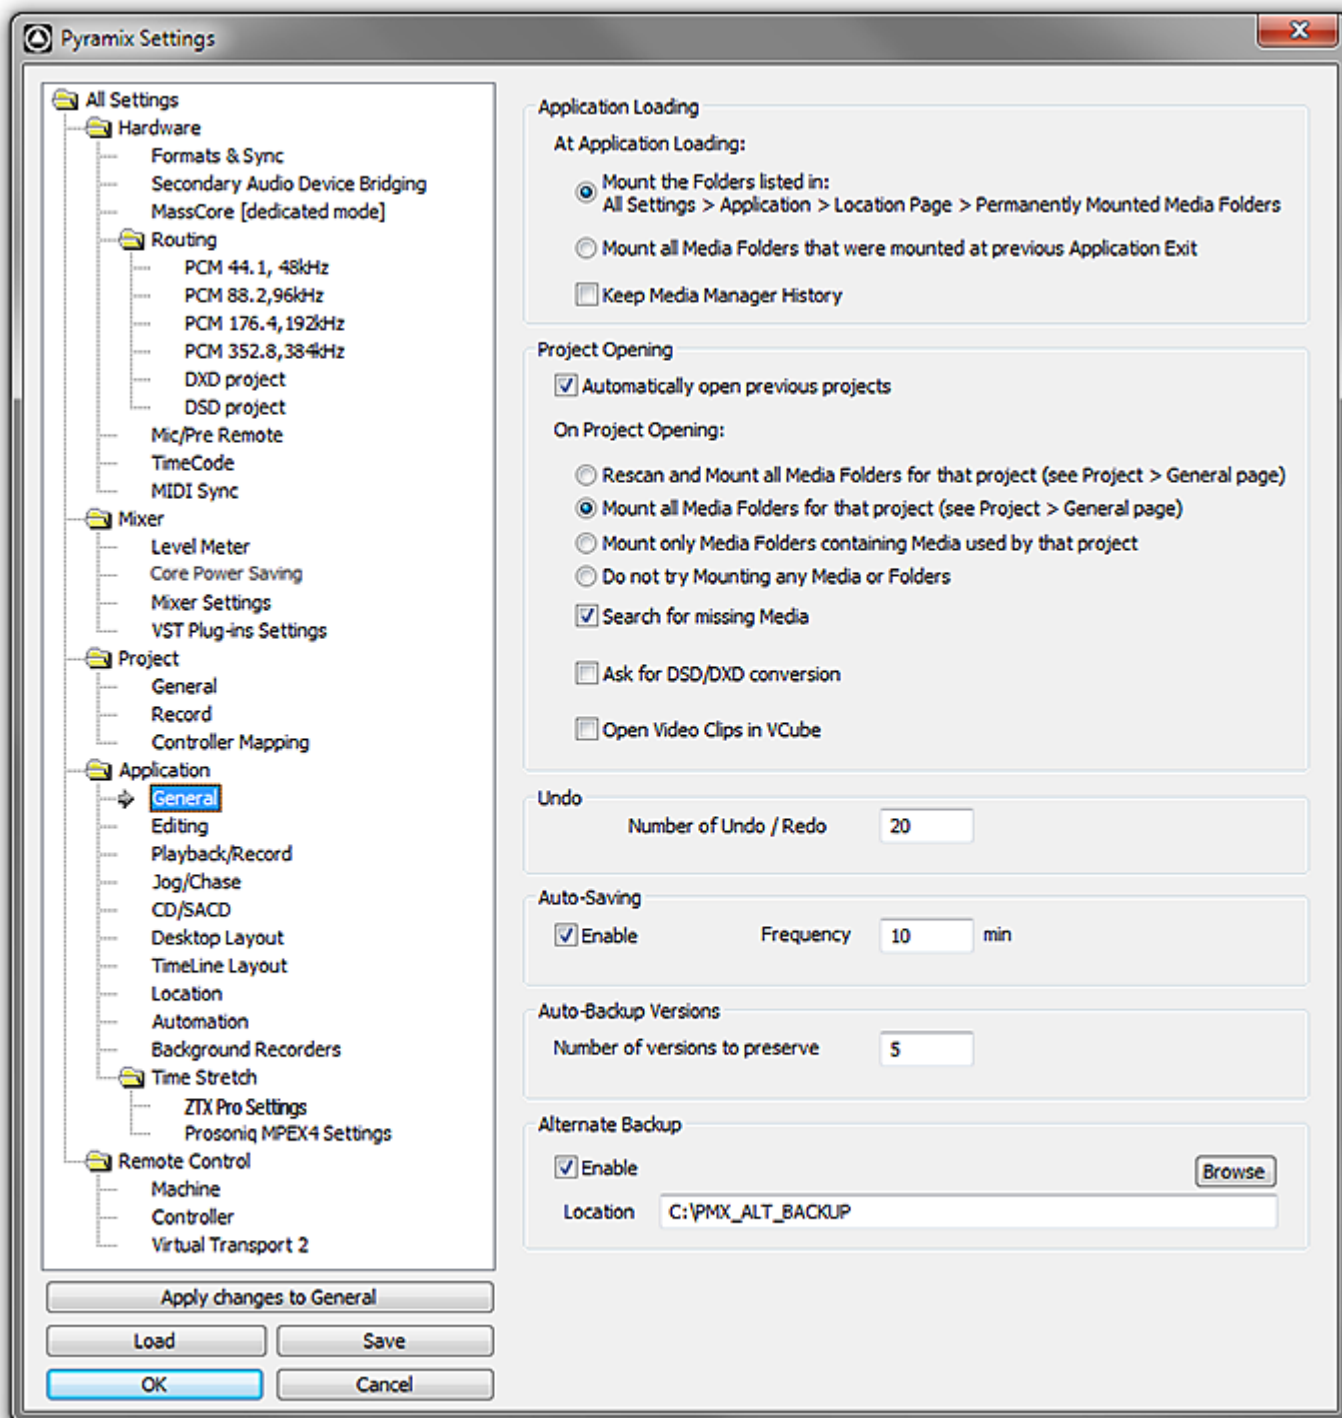 Pyramix Settings
All Settings
Hardware
Formats & Sync
Secondary Audio Device Bridging
MassCore [dedicated mode]
Routing
PCM 44.1, 48kHz
PCM 88.2,96kHz
PCM 176.4,192kHz
PCM 352.8,384kHz
DXD project
DSD project
Mic/Pre Remote
TimeCode
MIDI Sync
Mixer
Level Meter
Core Power Saving
Mixer Settings
VST Plug-ins Settings
Project
General
Record
Controller Mapping
Application
General
Editing
Playback/Record
Jog/Chase
CD/SACD
Desktop Layout
TimeLine Layout
Location
Automation
Background Recorders
Time Stretch
ZTX Pro Settings
Prosoniq MPEX4 Settings
Remote Control
Machine
Controller
Virtual Transport 2
Apply changes to General
Load Save
OK Cancel
Application Loading
At Application Loading:
Mount the Folders listed in:
All Settings > Application > Location Page > Permanently Mounted Media Folders
Mount all Media Folders that were mounted at previous Application Exit
Keep Media Manager History
Project Opening
Automatically open previous projects
On Project Opening:
Rescan and Mount all Media Folders for that project (see Project > General page)
Mount all Media Folders for that project (see Project > General page)
Mount only Media Folders containing Media used by that project
Do not try Mounting any Media or Folders
Search for missing Media
Ask for DSD/DXD conversion
Open Video Clips in VCube
Undo
Number of Undo / Redo 20
Auto-Saving
Enable Frequency 10 min
Auto-Backup Versions
Number of versions to preserve 5
Alternate Backup
Enable Browse
Location C:\PMX_ALT_BACKUP